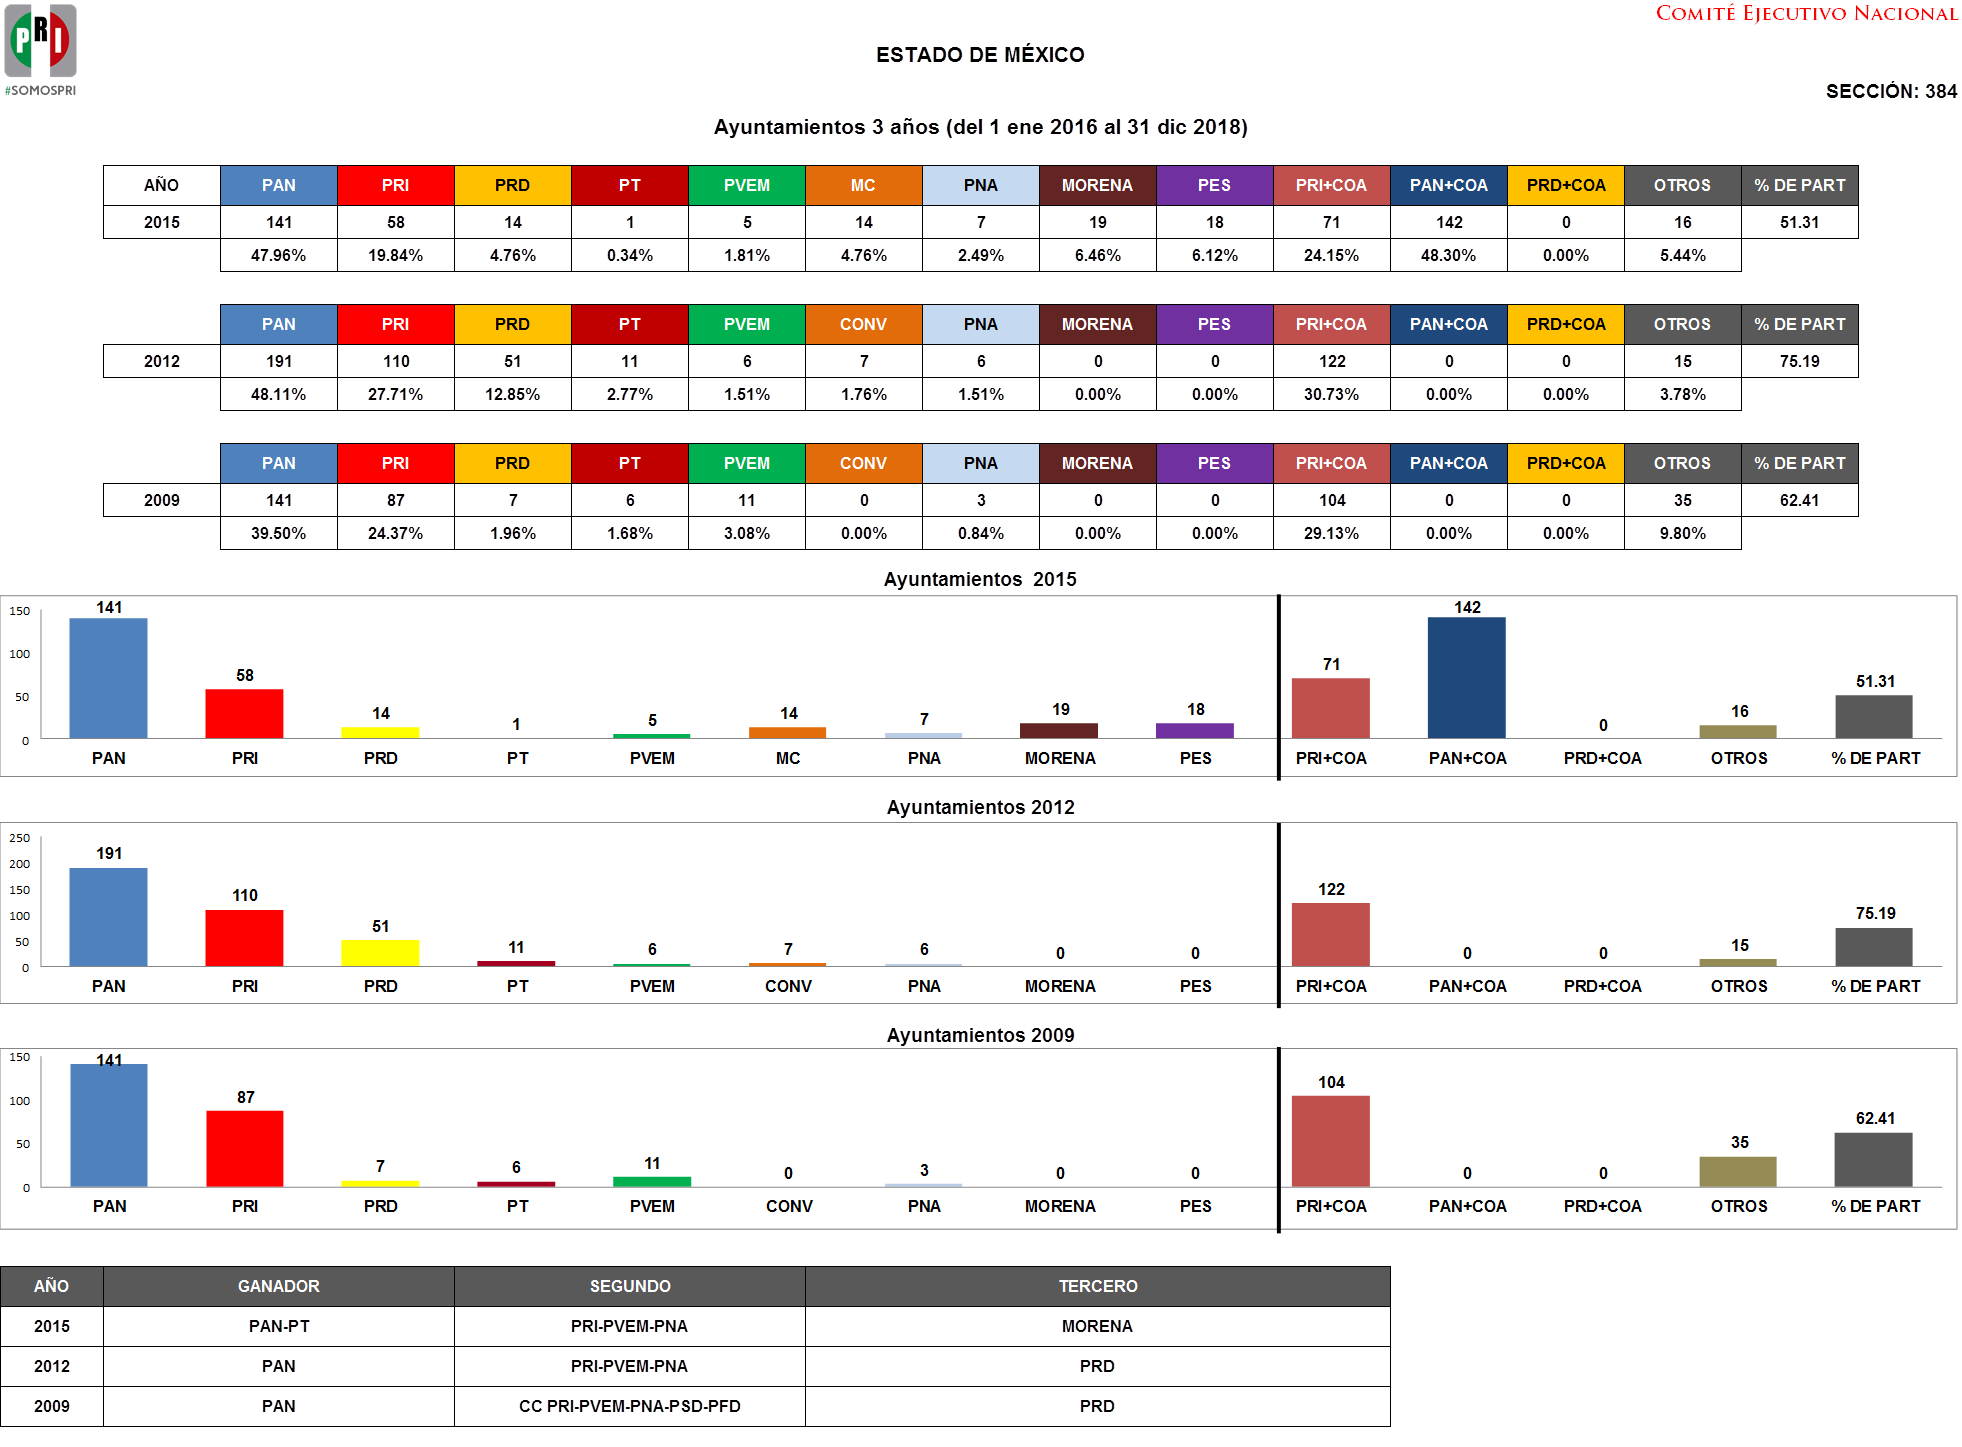 COMITÉ EJECUTIVO NACIONAL
PRI
#SOMOSPRI
ESTADO DE MÉXICO
SECCIÓN: 384
Ayuntamientos 3 años (del 1 ene 2016 al 31 dic 2018)
AÑO PAN PRI PRD PT PVEM MC PNA MORENA PES PRI+COA PAN+COA PRD+COA OTROS % DE PART
2015 141 58 14 1 5 14 7 19 18 71 142 0 16 51.31
47.96% 19.84% 4.76% 0.34% 1.81% 4.76% 2.49% 6.46% 6.12% 24.15% 48.30% 0.00% 5.44%
PAN PRI PRD PT PVEM CONV PNA MORENA PES PRI+COA PAN+COA PRD+COA OTROS % DE PART
2012 191 110 51 11 6 7 6 0 0 122 0 0 15 75.19
48.11% 27.71% 12.85% 2.77% 1.51% 1.76% 1.51% 0.00% 0.00% 30.73% 0.00% 0.00% 3.78%
PAN PRI PRD PT PVEM CONV PNA MORENA PES PRI+COA PAN+COA PRD+COA OTROS % DE PART
2009 141 87 7 6 11 0 3 0 0 104 0 0 35 62.41
39.50% 24.37% 1.96% 1.68% 3.08% 0.00% 0.84% 0.00% 0.00% 29.13% 0.00% 0.00% 9.80%
Ayuntamientos 2015
150
100
50
0
141 58 14 1 5 14 7 19 18 71 142 0 16 51.31
PAN PRI PRD PT PVEM MC PNA MORENA PES PRI+COA PAN+COA PRD+COA OTROS % DE PART
Ayuntamientos 2012
250
200
150
100
50
0
191 110 51 11 6 7 6 0 0 122 0 0 15 75.19
PAN PRI PRD PT PVEM CONV PNA MORENA PES PRI+COA PAN+COA PRD+COA OTROS % DE PART
Ayuntamientos 2009
150
100
50
0
141 87 7 6 11 0 3 0 0 104 0 0 35 62.41
PAN PRI PRD PT PVEM CONV PNA MORENA PES PRI+COA PAN+COA PRD+COA OTROS % DE PART
AÑO GANADOR SEGUNDO TERCERO
2015 PAN-PT PRI-PVEM-PNA MORENA
2012 PAN PRI-PVEM-PNA PRD
2009 PAN CC PRI-PVEM-PNA-PSD-PFD PRD